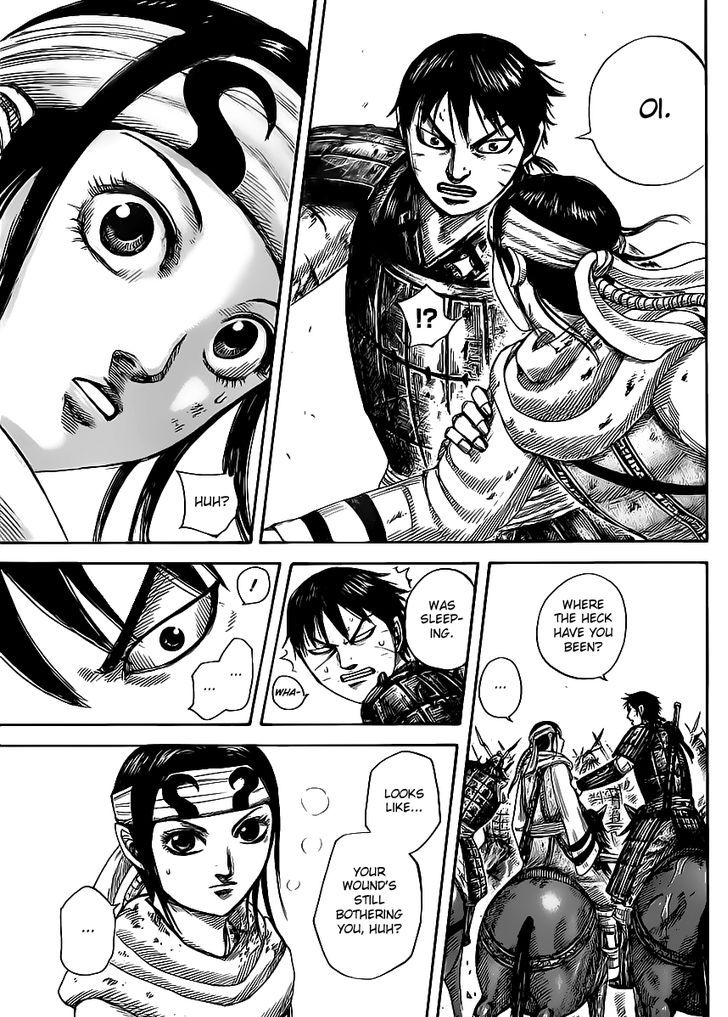 OI.
!?
HUH?
WHERE
THE HECK
HAVE YOU
BEEN?
...
WAS
SLEEP-
ING.
WHA-
!
... ...
LOOKS
LIKE...
YOUR
WOUND'S
STILL
BOTHERING
YOU, HUH?
...